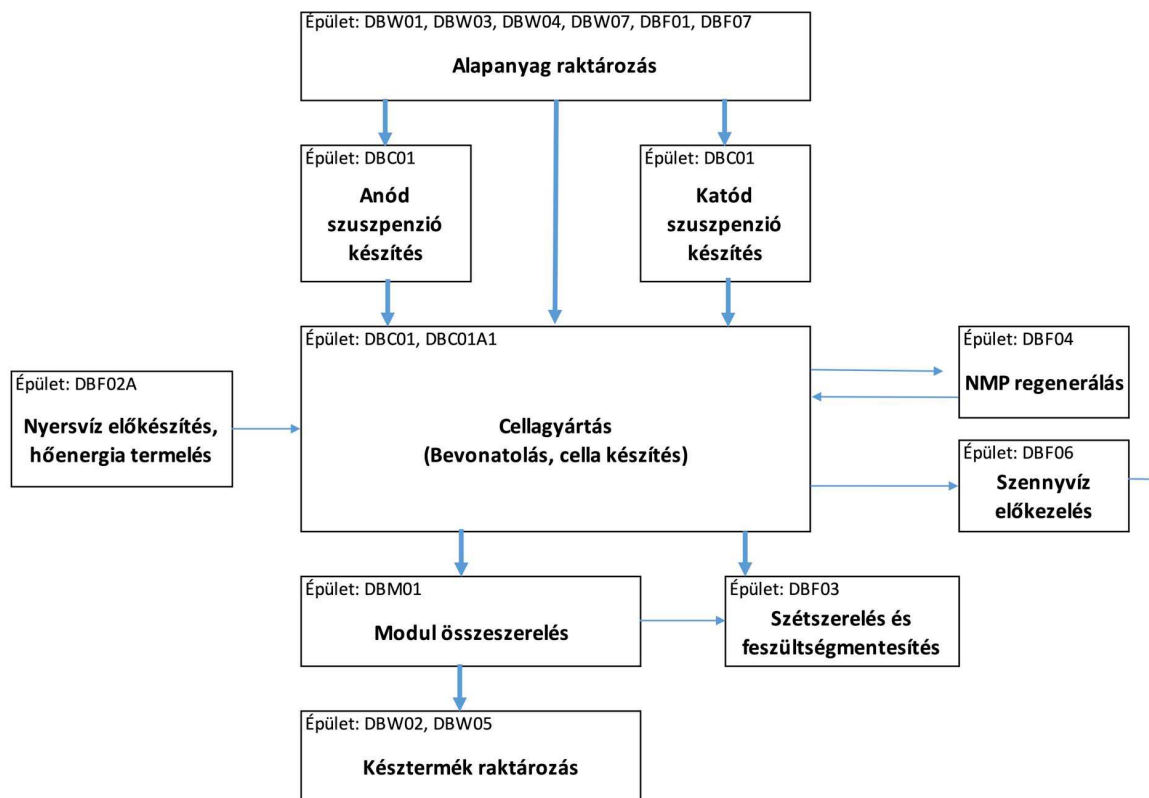 Épület: DBW01, DBW03, DBW04, DBW07, DBF01, DBF07
Alapanyag raktározás
Épület: DBC01
Anód
szuszpenzió
készítés
Épület: DBC01
Katód
szuszpenzió
készítés
Épület: DBC01, DBC01A1
Cellagyártás
(Bevonatolás, cella készítés)
Épület: DBF02A
Nyersvíz előkészítés,
hőenergia termelés
Épület: DBF04
NMP regenerálás
Épület: DBF06
Szennyvíz
előkezelés
Épület: DBM01
Modul összeszerelés
Épület: DBF03
Szétszerelés és
feszültségmentesítés
Épület: DBW02, DBW05
Késztermék raktározás